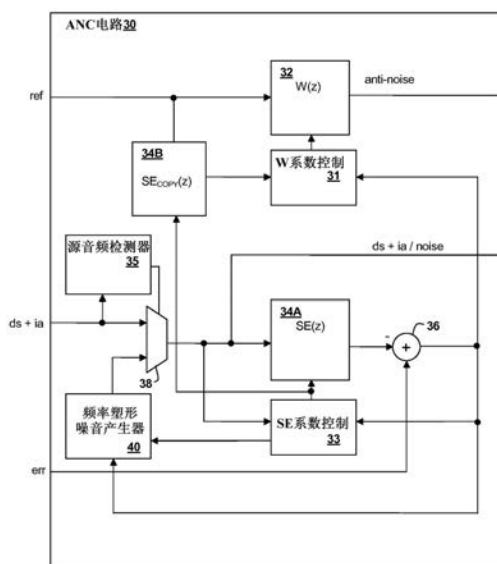 ANC电路30
ref
32
W(z)
anti-noise
34B
SE_COPY(z)
W系数控制
31
源音频检测器
35
ds + ia / noise
ds + ia
34A
SE(z)
-
+
36
38
频率塑形
噪音产生器
40
SE系数控制
33
err